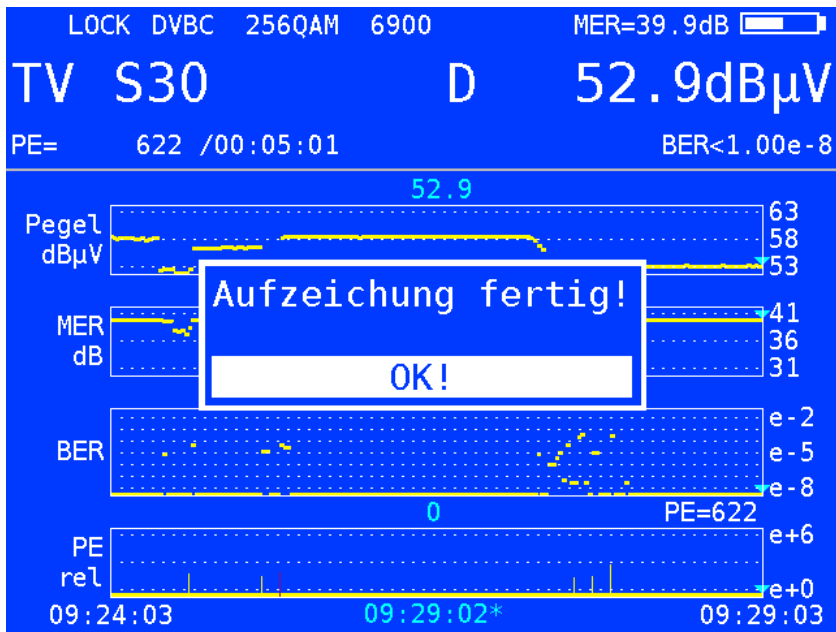 LOCK DVBC 256QAM 6900 MER=39.9dB
TV S30 D 52.9dBµV
PE= 622 /00:05:01 BER<1.00e-8
52.9
Pegel
dBµV
63
58
53
Aufzeichung fertig!
OK!
MER
dB
41
36
31
BER
e-2
e-5
e-8
0 PE=622
PE
rel
e+6
e+0
09:24:03 09:29:02* 09:29:03